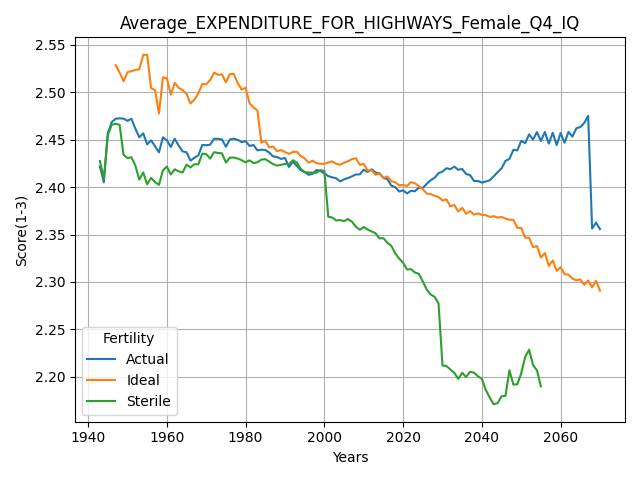 Average_EXPENDITURE_FOR_HIGHWAYS_Female_Q4_IQ
Score(1-3)
2.55
2.50
2.45
2.40
2.35
2.30
2.25
2.20
Fertility
Actual
Ideal
Sterile
1940 1960 1980 2000 2020 2040 2060
Years